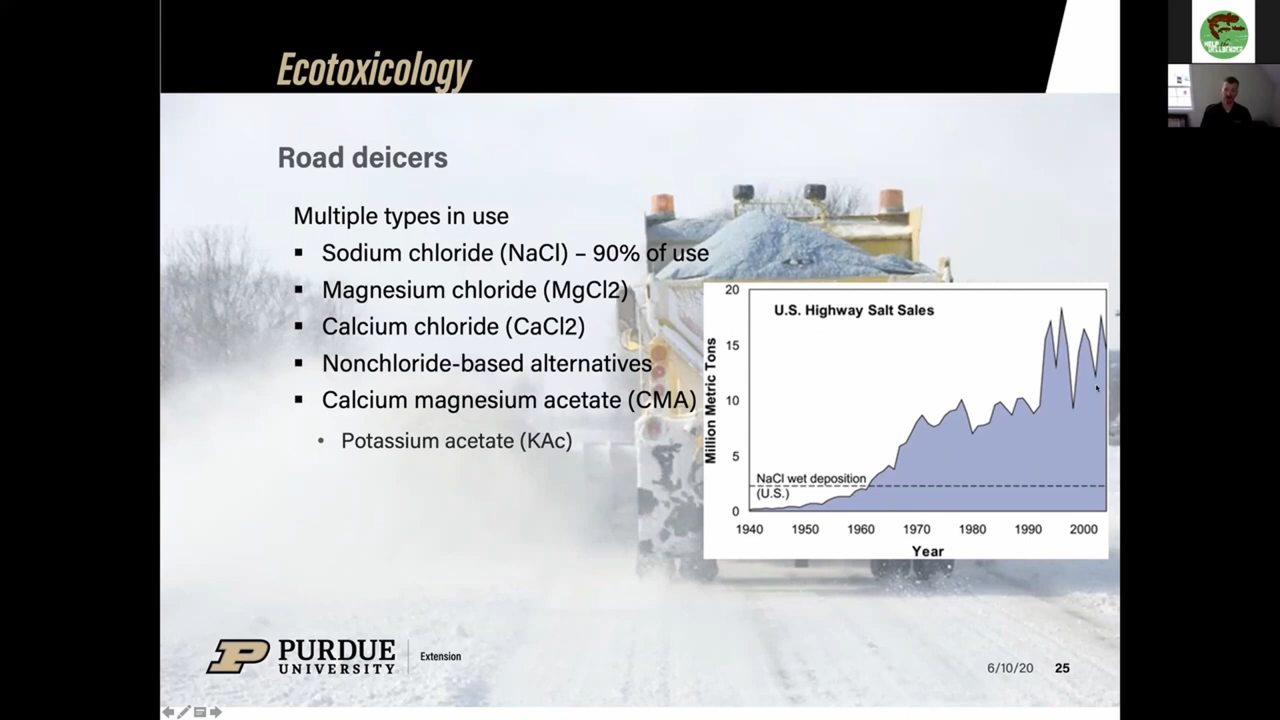 Ecotoxicology
Road deicers
Multiple types in use
▪ Sodium chloride (NaCl) – 90% of use
▪ Magnesium chloride (MgCl2)
▪ Calcium chloride (CaCl2)
▪ Nonchloride-based alternatives
▪ Calcium magnesium acetate (CMA)
• Potassium acetate (KAc)
U.S. Highway Salt Sales
Million Metric Tons
20
15
10
5
0
NaCl wet deposition
(U.S.)
1940 1950 1960 1970 1980 1990 2000
Year
P PURDUE
UNIVERSITY
Extension
6/10/20 25
HELP
HELLBENDER